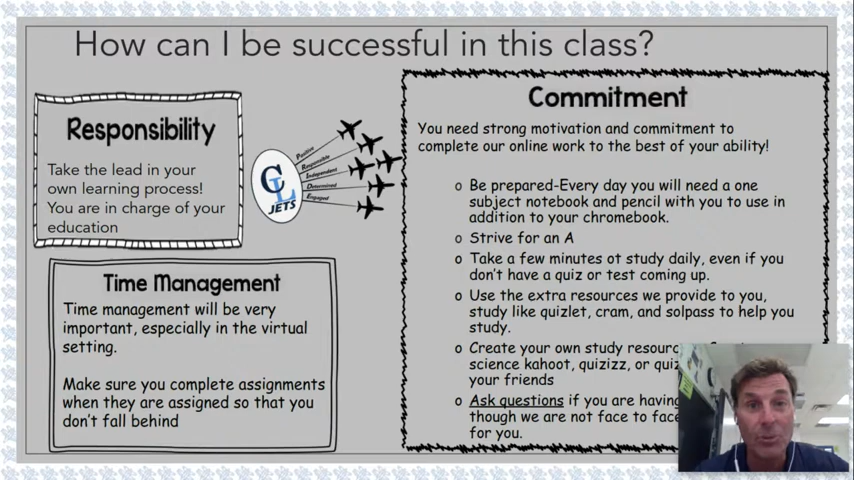 How can I be successful in this class?
Responsibility
Take the lead in your
own learning process!
You are in charge of your
education
Positive
Responsible
Independent
Determined
Engaged
CL
JETS
Time Management
Time management will be very
important, especially in the virtual
setting.
Make sure you complete assignments
when they are assigned so that you
don't fall behind
Commitment
You need strong motivation and commitment to
complete our online work to the best of your ability!
o Be prepared-Every day you will need a one
subject notebook and pencil with you to use in
addition to your chromebook.
o Strive for an A
o Take a few minutes ot study daily, even if you
don't have a quiz or test coming up.
o Use the extra resources we provide to you,
study like quizlet, cram, and solpass to help you
study.
o Create your own study
science kahoot, quizizz, or
your friends
o Ask questions if you are
though we are not face to
for you.